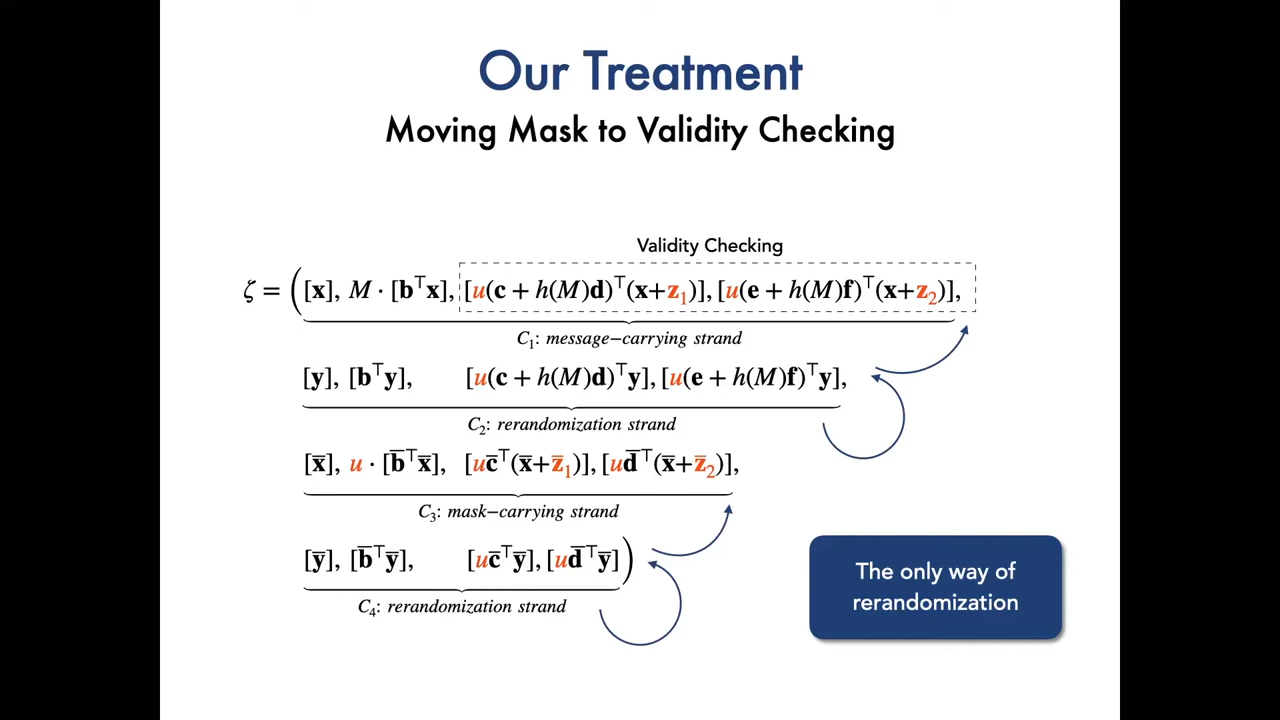 Our Treatment
Moving Mask to Validity Checking
Validity Checking
ζ = ([𝐱], M · [𝐛⊤𝐱], [u(𝐜 + h(M)𝐝)⊤(𝐱+𝐳₁)], [u(𝐞 + h(M)𝐟)⊤(𝐱+𝐳₂)],
C₁: message−carrying strand
[𝐲], [𝐛⊤𝐲], [u(𝐜 + h(M)𝐝)⊤𝐲], [u(𝐞 + h(M)𝐟)⊤𝐲],
C₂: rerandomization strand
[𝐱̅], u · [𝐛̅⊤𝐱̅], [u𝐜̅⊤(𝐱̅+𝐳̅₁)], [u𝐝̅⊤(𝐱̅+𝐳̅₂)],
C₃: mask−carrying strand
[𝐲̅], [𝐛̅⊤𝐲̅], [u𝐜̅⊤𝐲̅], [u𝐝̅⊤𝐲̅])
C₄: rerandomization strand
The only way of
rerandomization